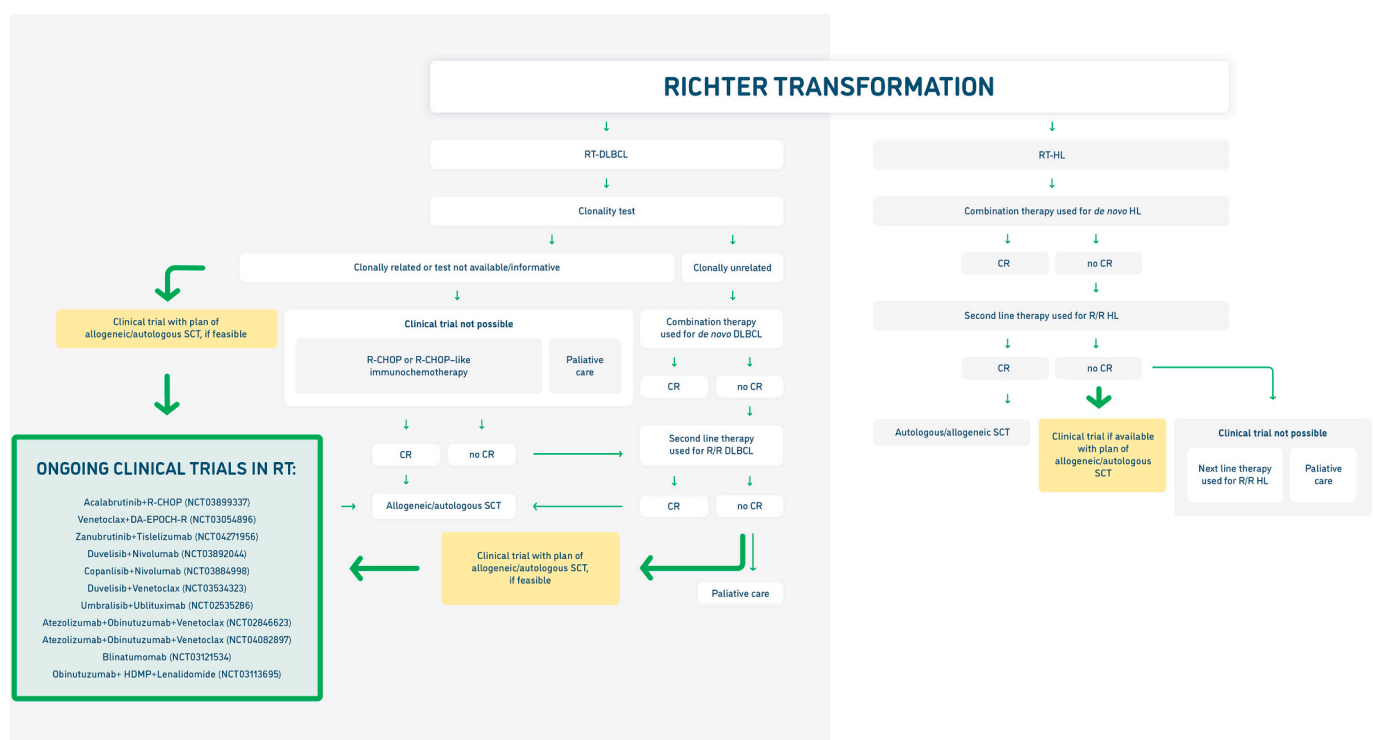 RICHTER TRANSFORMATION
RT-DLBCL
Clonality test
Clonally related or test not available/informative
Clonally unrelated
Clinical trial with plan of
allogeneic/autologous SCT, if feasible
Clinical trial not possible
R-CHOP or R-CHOP–like
immunochemotherapy
Paliative
care
Combination therapy
used for de novo DLBCL
CR
no CR
Second line therapy
used for R/R DLBCL
CR
no CR
CR
no CR
Allogeneic/autologous SCT
Clinical trial with plan of
allogeneic/autologous SCT,
if feasible
Paliative care
ONGOING CLINICAL TRIALS IN RT:
Acalabrutinib+R-CHOP (NCT03899337)
Venetoclax+DA-EPOCH-R (NCT03054896)
Zanubrutinib+Tislelizumab (NCT04271956)
Duvelisib+Nivolumab (NCT03892044)
Copanlisib+Nivolumab (NCT03884998)
Duvelisib+Venetoclax (NCT03534323)
Umbralisib+Ublituximab (NCT02535286)
Atezolizumab+Obinutuzumab+Venetoclax (NCT02846623)
Atezolizumab+Obinutuzumab+Venetoclax (NCT04082897)
Blinatumomab (NCT03121534)
Obinutuzumab+ HDMP+Lenalidomide (NCT03113695)
RT-HL
Combination therapy used for de novo HL
CR
no CR
Second line therapy used for R/R HL
CR
no CR
Autologous/allogeneic SCT
Clinical trial if available
with plan of
allogeneic/autologous
SCT
Clinical trial not possible
Next line therapy
used for R/R HL
Paliative
care